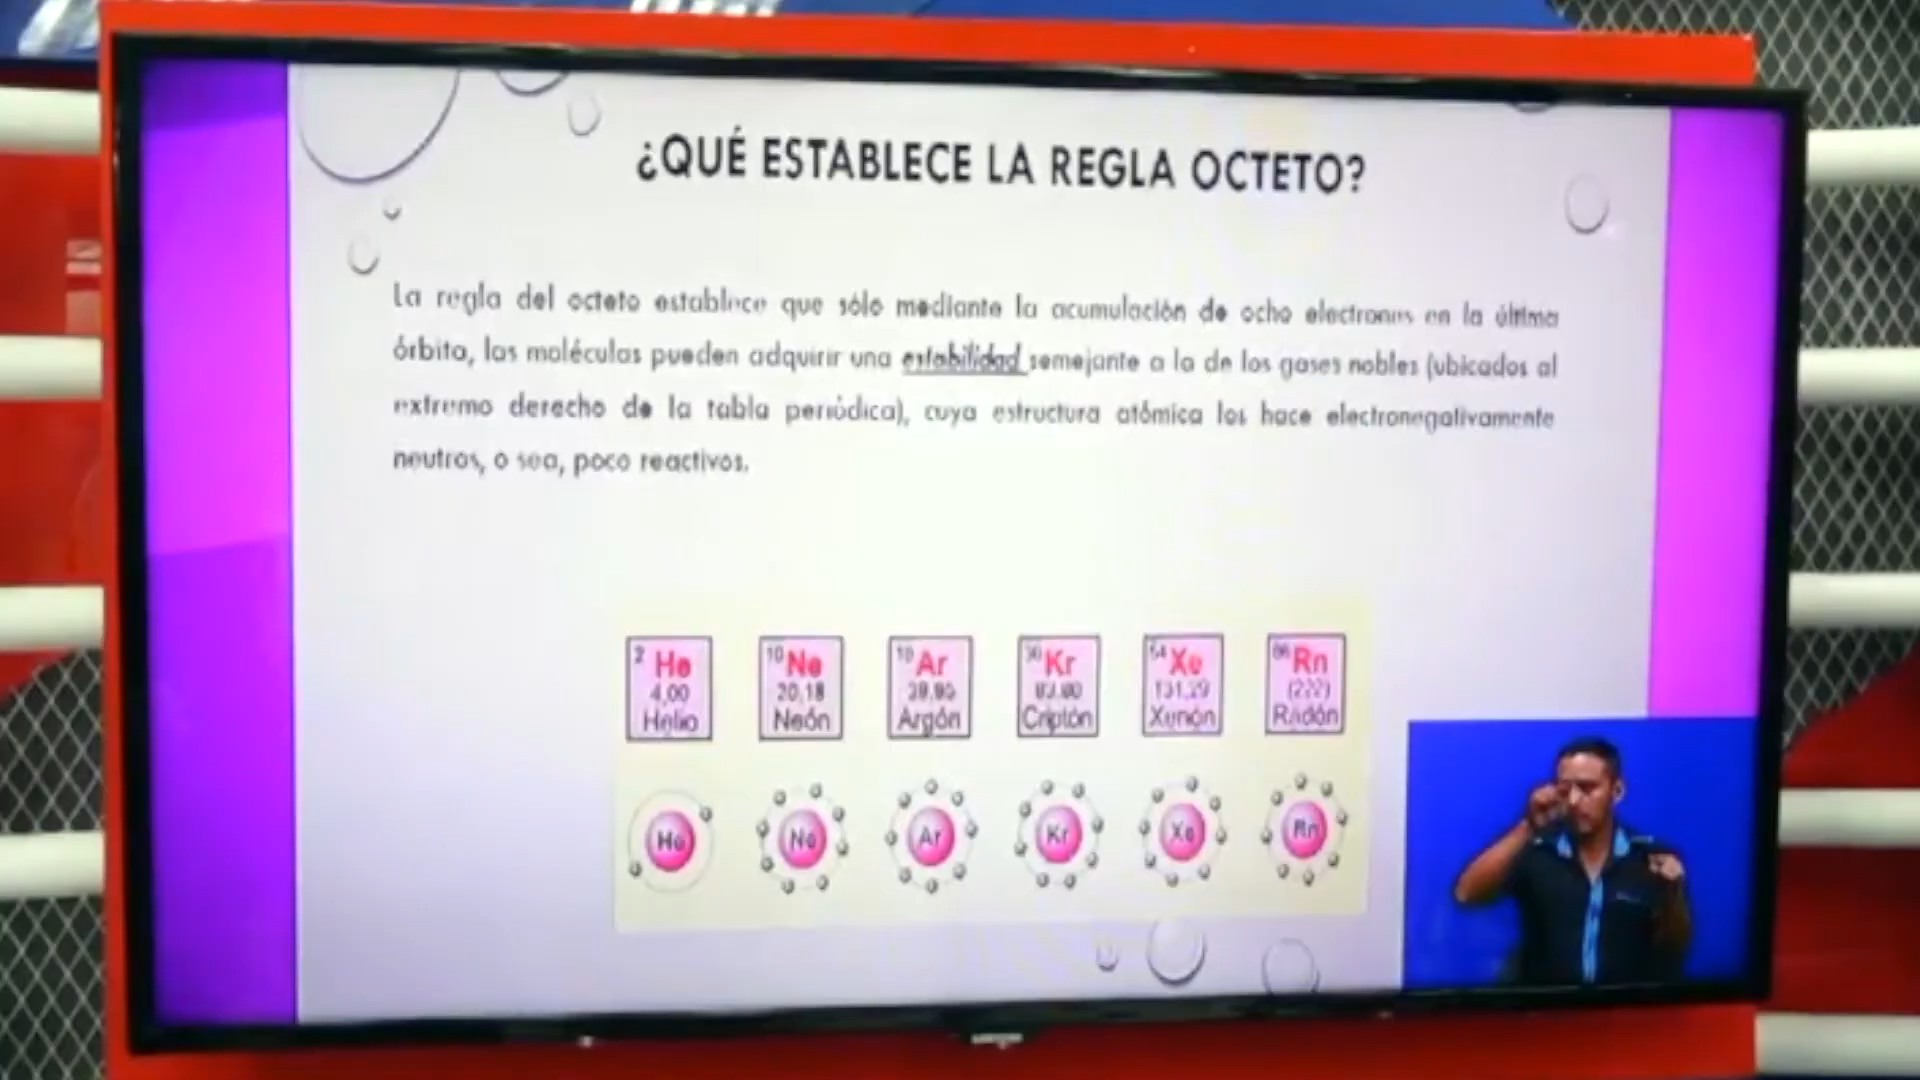 ¿QUÉ ESTABLECE LA REGLA OCTETO?
La regla del octeto establece que sólo mediante la acumulación de ocho electrones en la última
órbita, las moléculas pueden adquirir una estabilidad semejante a la de los gases nobles (ubicados al
extremo derecho de la tabla periódica), cuya estructura atómica los hace electronegativamente
neutros, o sea, poco reactivos.
2 He 10 Ne Ar Kr 54 Xe 86 Rn
4,00 20,18 131,29 (222)
Helio Neón Argón Criptón Xenón Radón
He Ne Ar Kr Xe Rn